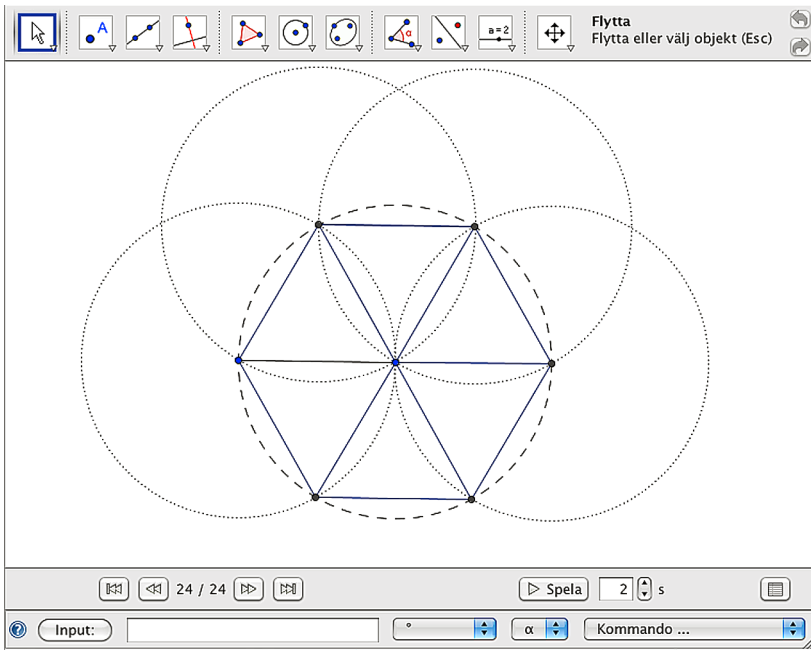 A
α
a=2
Flytta
Flytta eller välj objekt (Esc)
24 / 24
Spela
2
s
?
Input:
°
α
Kommando ...